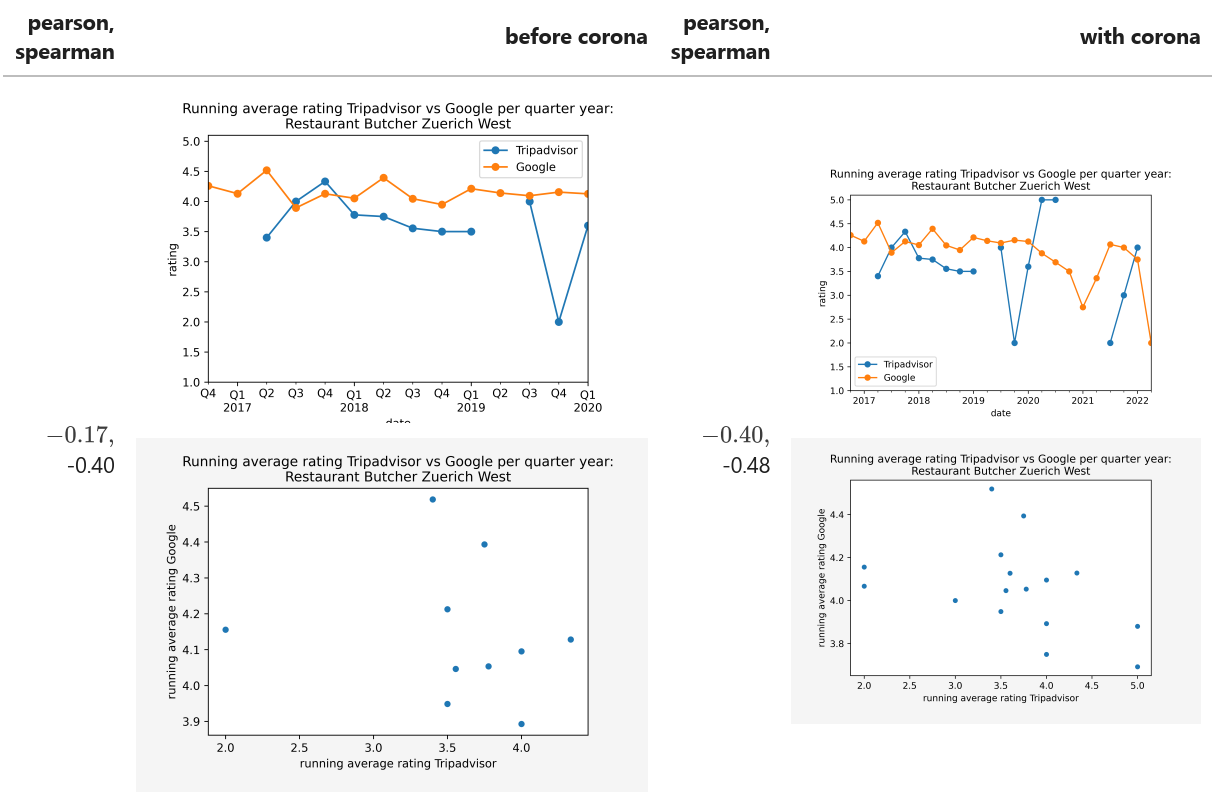 pearson,
spearman
before corona
pearson,
spearman
with corona
Running average rating Tripadvisor vs Google per quarter year:
Restaurant Butcher Zuerich West
Tripadvisor
Google
rating
5.0
4.5
4.0
3.5
3.0
2.5
2.0
1.5
1.0
Q4 Q1 Q2 Q3 Q4 Q1 Q2 Q3 Q4 Q1 Q2 Q3 Q4 Q1
2017 2018 2019 2020
date
−0.17,
-0.40
Running average rating Tripadvisor vs Google per quarter year:
Restaurant Butcher Zuerich West
running average rating Google
4.5
4.4
4.3
4.2
4.1
4.0
3.9
2.0 2.5 3.0 3.5 4.0
running average rating Tripadvisor
Running average rating Tripadvisor vs Google per quarter year:
Restaurant Butcher Zuerich West
rating
5.0
4.5
4.0
3.5
3.0
2.5
2.0
1.5
1.0
Tripadvisor
Google
2017 2018 2019 2020 2021 2022
date
−0.40,
-0.48
Running average rating Tripadvisor vs Google per quarter year:
Restaurant Butcher Zuerich West
running average rating Google
4.4
4.2
4.0
3.8
2.0 2.5 3.0 3.5 4.0 4.5 5.0
running average rating Tripadvisor